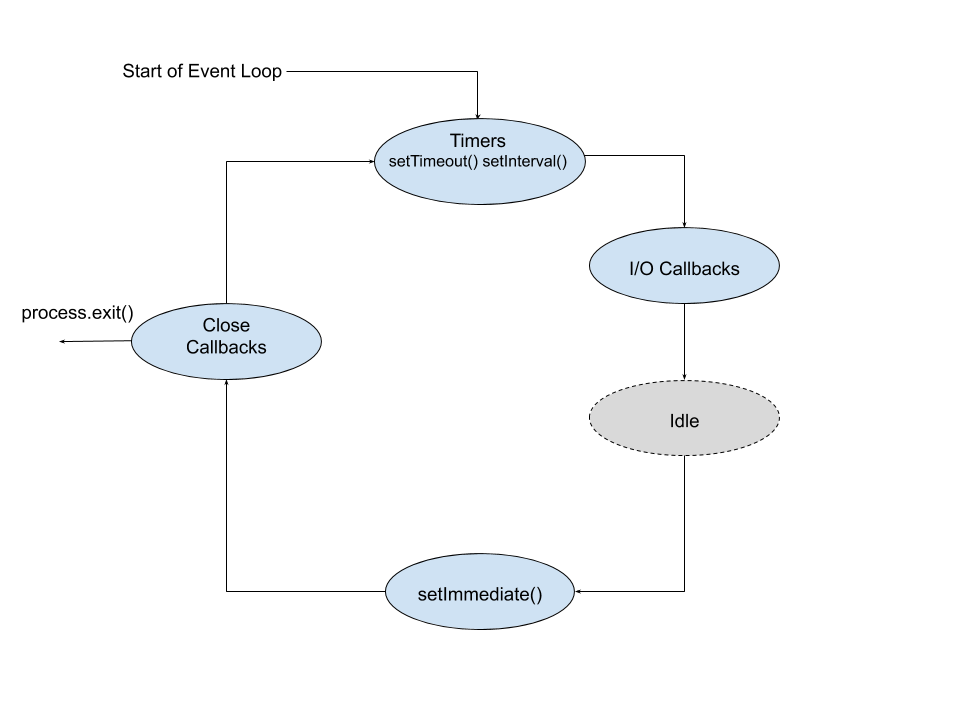 Start of Event Loop
Timers
setTimeout() setInterval()
I/O Callbacks
process.exit()
Close
Callbacks
Idle
setImmediate()